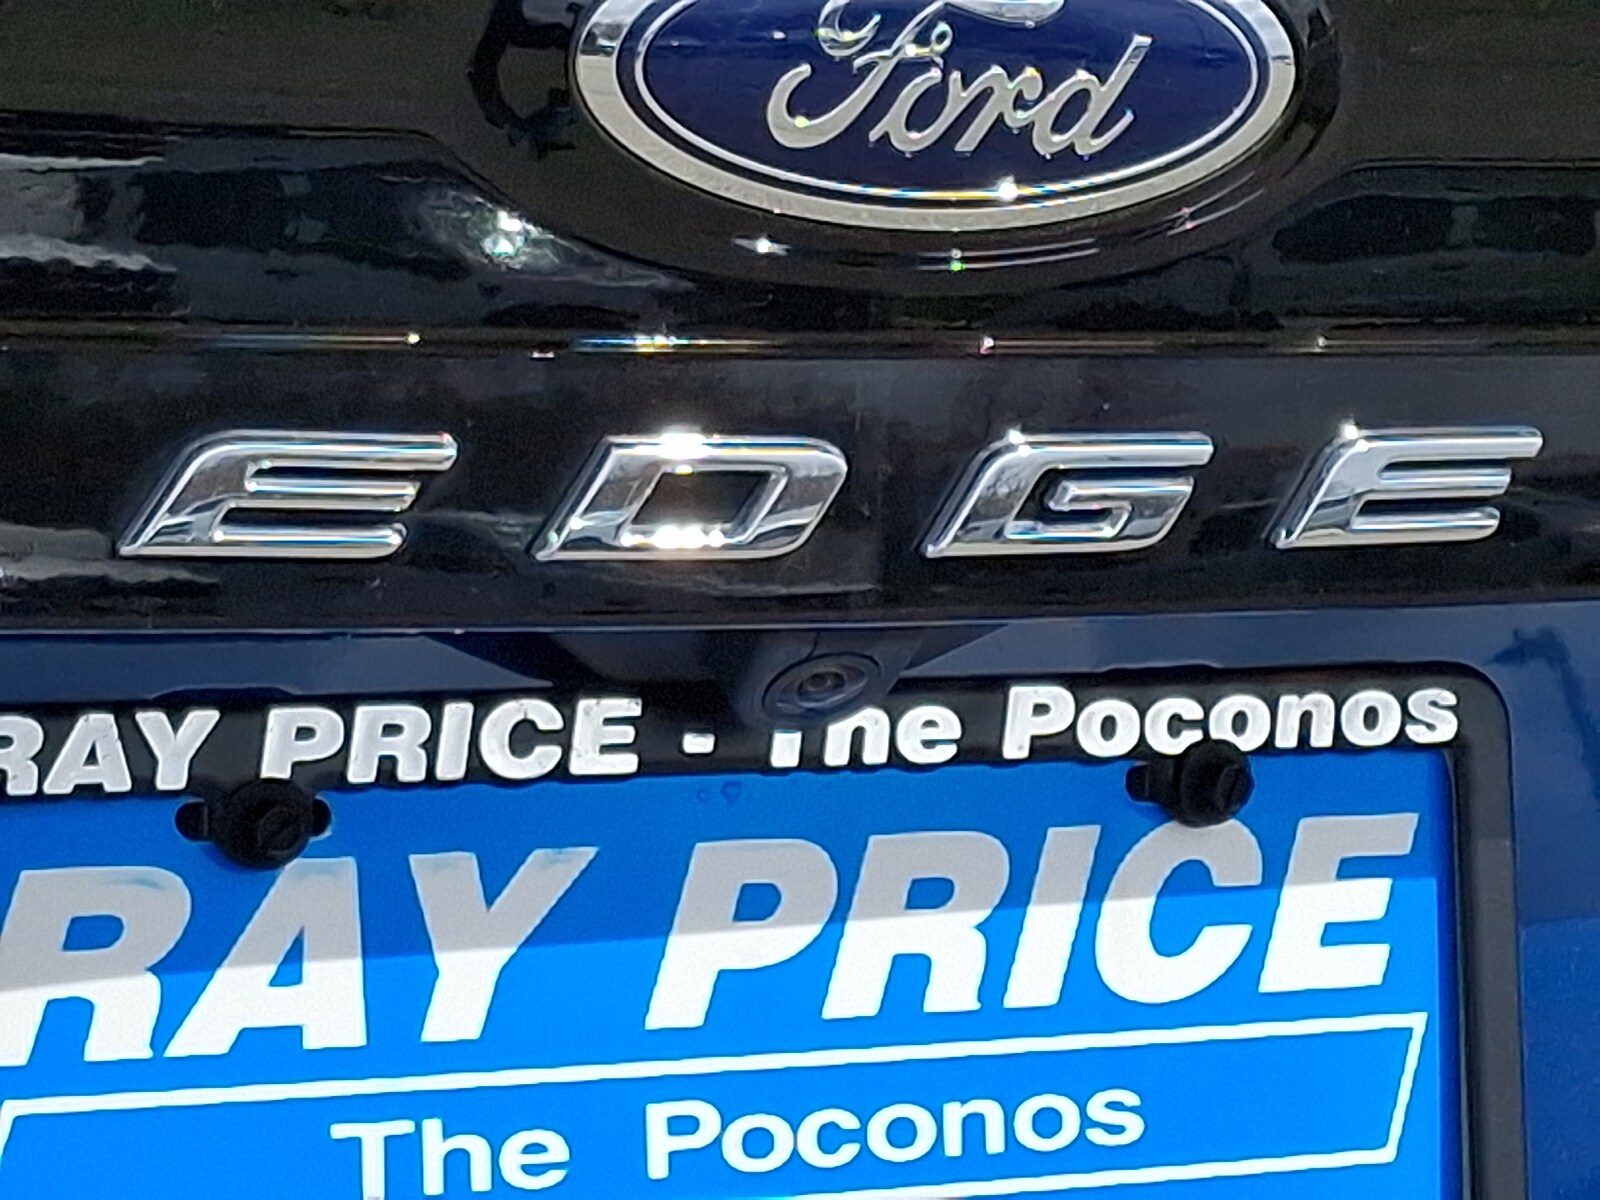 Ford
EDGE
RAY PRICE - The Poconos
RAY PRICE
The Poconos